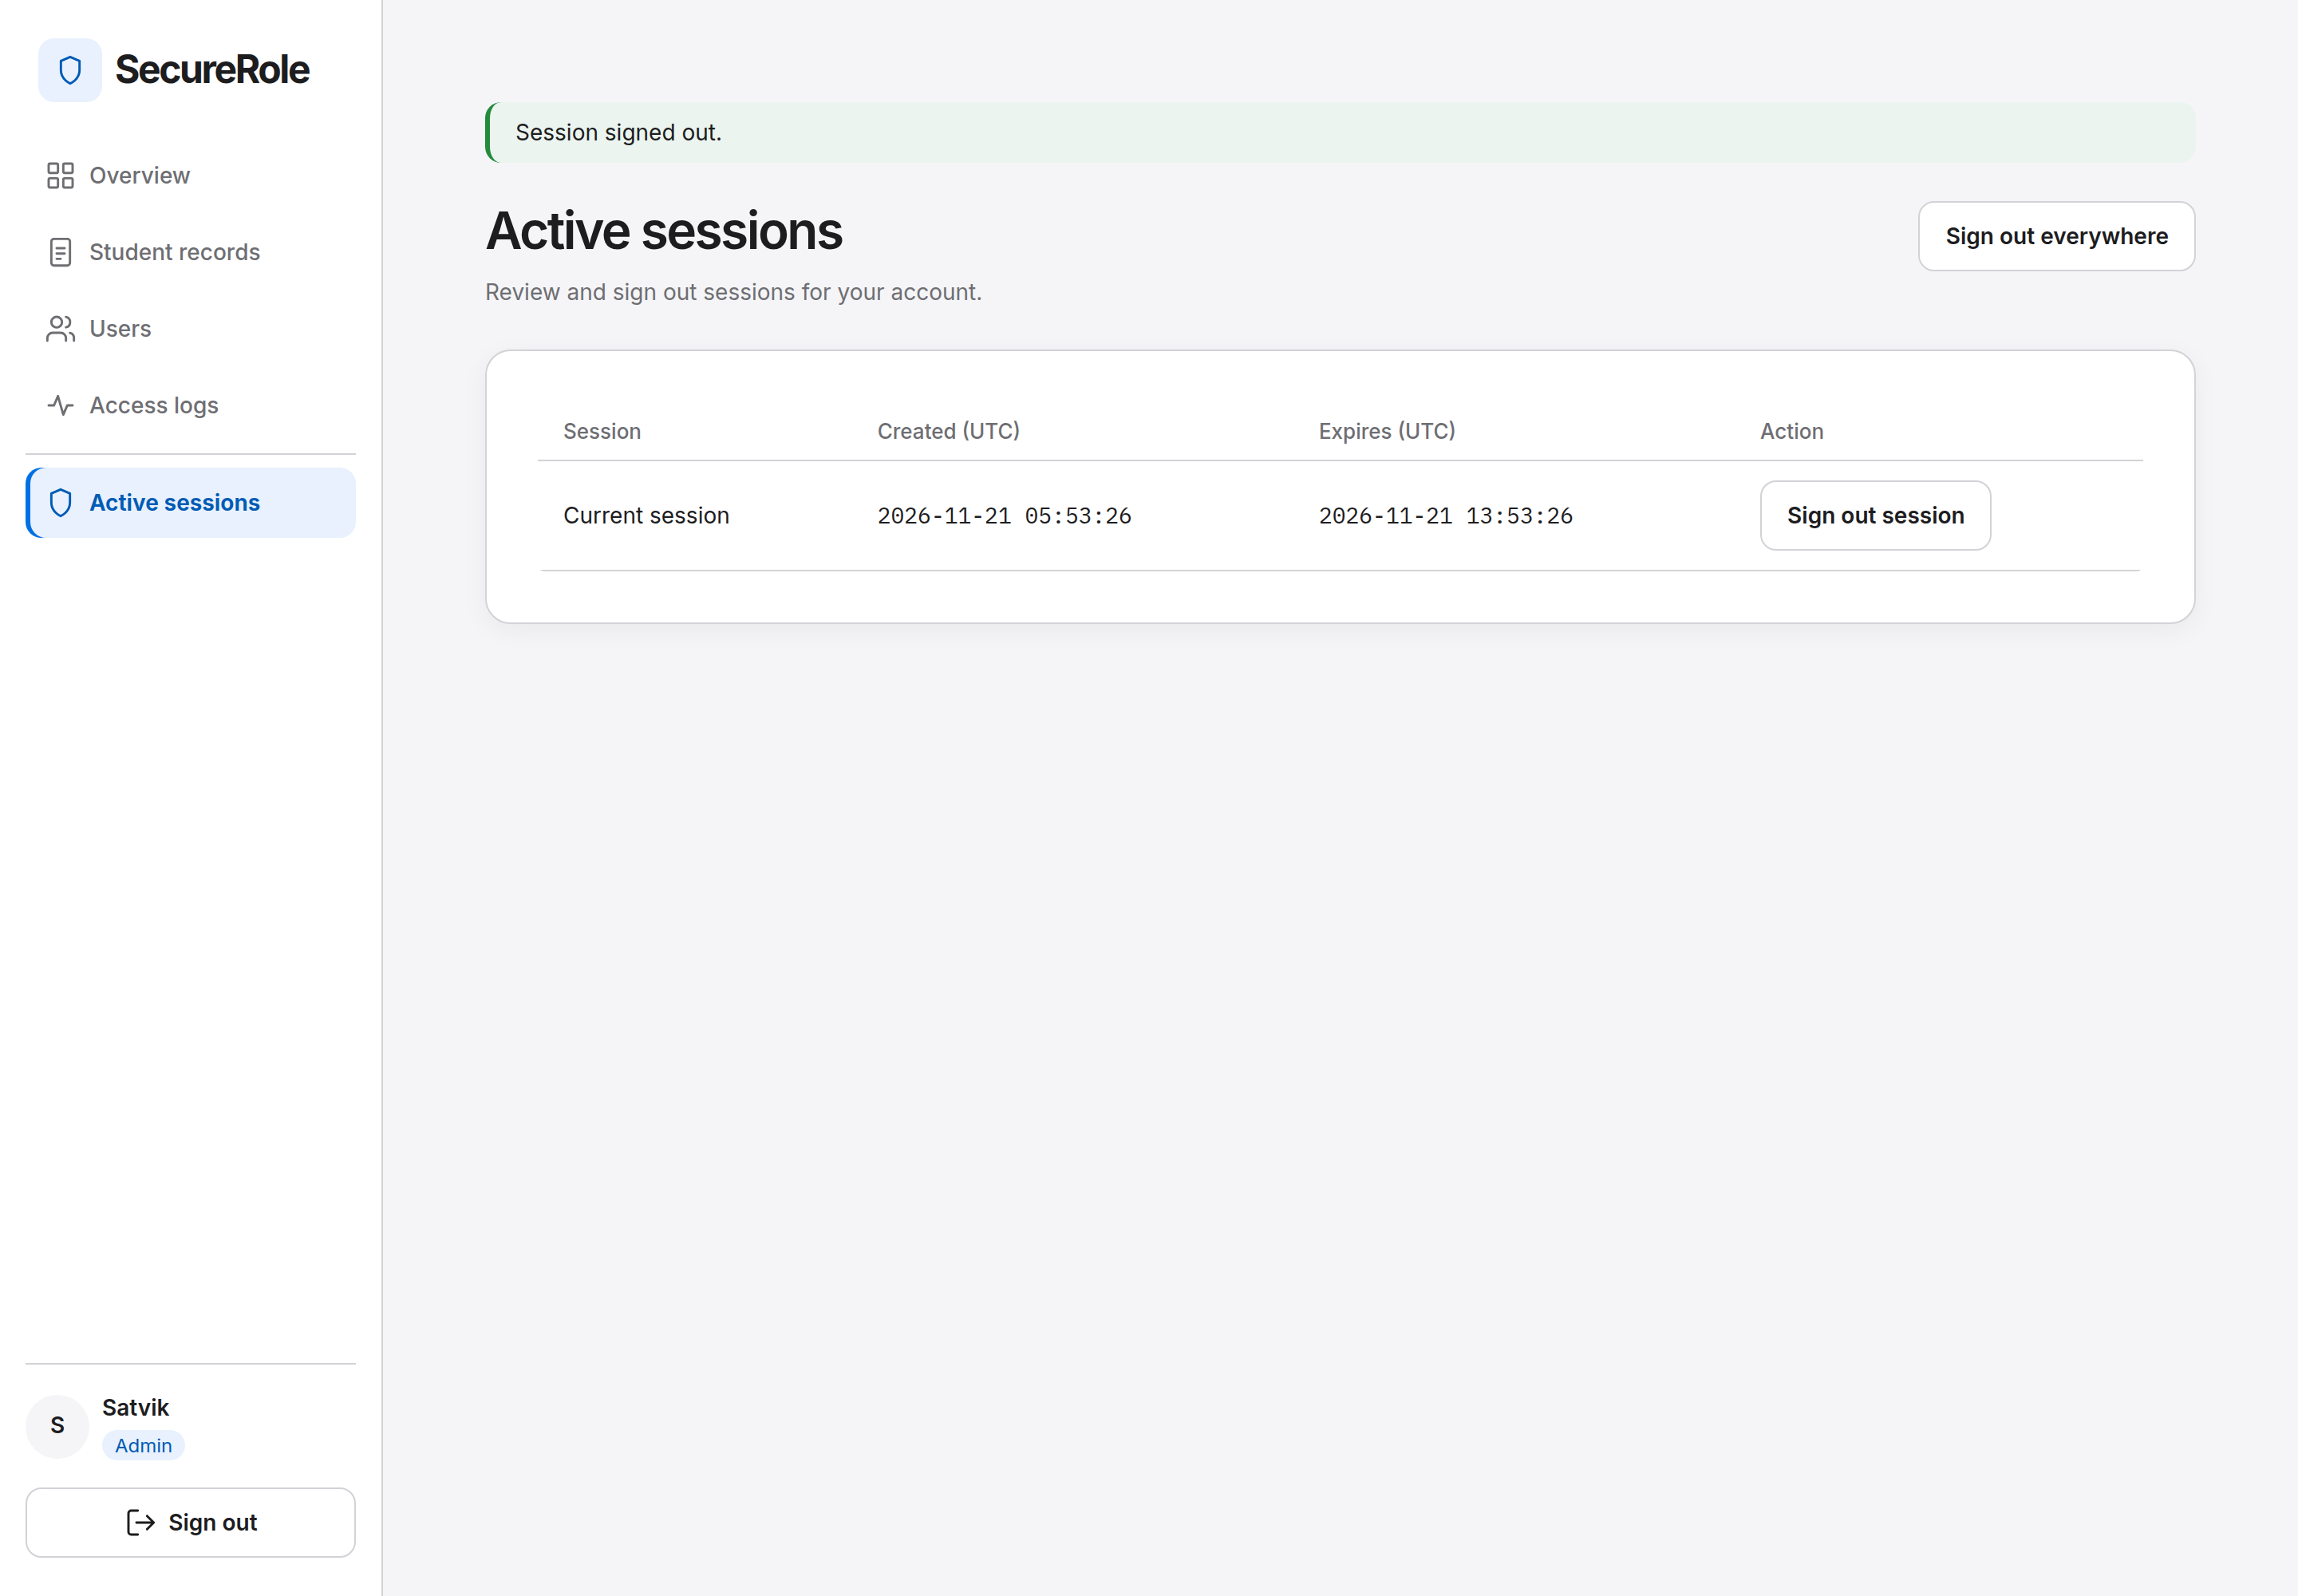 SecureRole
Overview
Student records
Users
Access logs
Active sessions
Satvik
S
Admin
Sign out
Session signed out.
Active sessions
Sign out everywhere
Review and sign out sessions for your account.
Session Created (UTC) Expires (UTC) Action
Current session 2026-11-21 05:53:26 2026-11-21 13:53:26 Sign out session